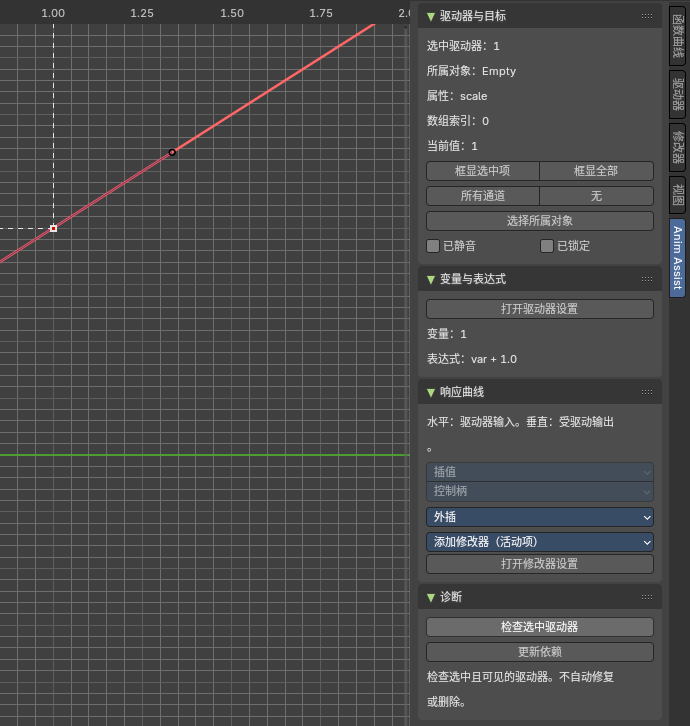 1.00 1.25 1.50 1.75 2.0
驱动器与目标
选中驱动器：1
所属对象：Empty
属性：scale
数组索引：0
当前值：1
框显选中项 框显全部
所有通道 无
选择所属对象
已静音 已锁定
变量与表达式
打开驱动器设置
变量：1
表达式：var + 1.0
响应曲线
水平：驱动器输入。垂直：受驱动输出
。
插值
控制柄
外插
添加修改器（活动项）
打开修改器设置
诊断
检查选中驱动器
更新依赖
检查选中且可见的驱动器。不自动修复
或删除。
函数曲线
驱动器
修改器
视图
Anim Assist